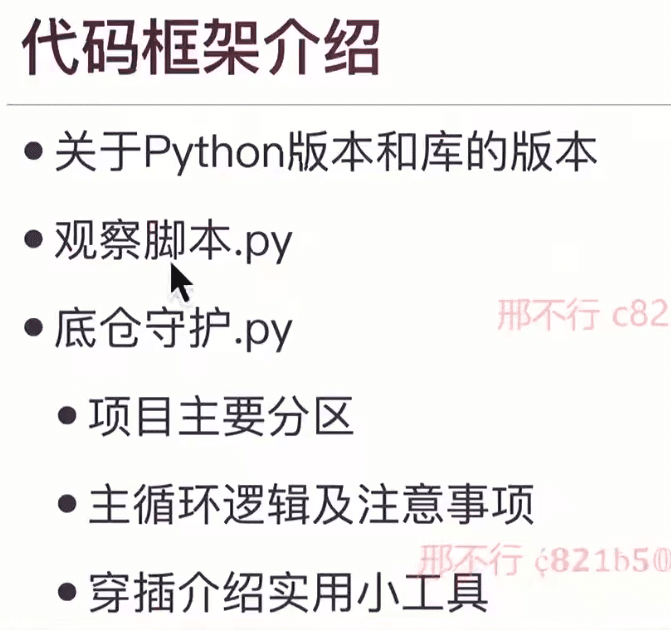 代码框架介绍
关于Python版本和库的版本
观察脚本.py
底仓守护.py
邢不行 c82
项目主要分区
主循环逻辑及注意事项
邢不行 c821b50
穿插介绍实用小工具